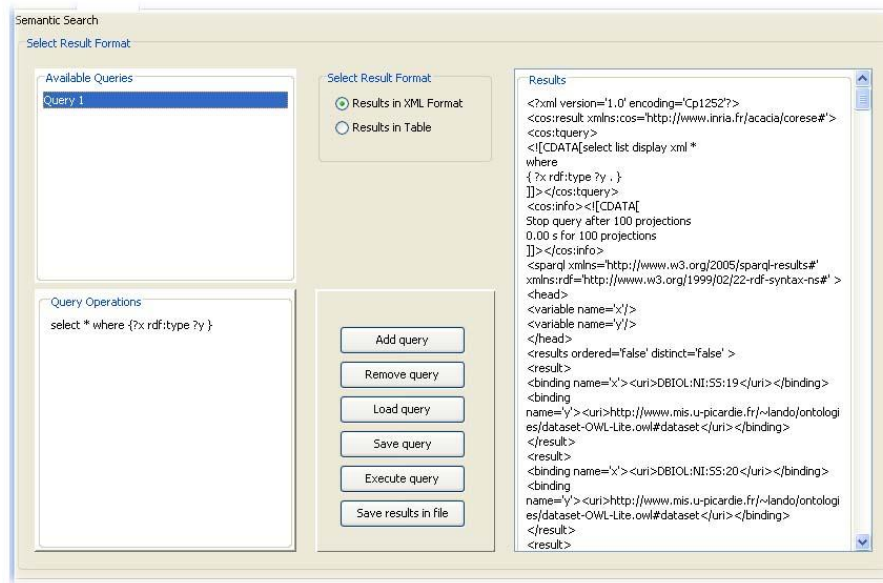 Semantic Search
Select Result Format
Available Queries
Query 1
Select Result Format
Results in XML Format
Results in Table
Query Operations
select * where {?x rdf:type ?y }
Add query
Remove query
Load query
Save query
Execute query
Save results in file
Results
<?xml version='1.0' encoding='Cp1252'?>
<cos:result xmlns:cos='http://www.inria.fr/acacia/corese#'>
<cos:tquery>
<![CDATA[select list display xml *
where
{ ?x rdf:type ?y . }
]]></cos:tquery>
<cos:info><![CDATA[
Stop query after 100 projections
0.00 s for 100 projections
]]></cos:info>
<sparql xmlns='http://www.w3.org/2005/sparql-results#'
xmlns:rdf='http://www.w3.org/1999/02/22-rdf-syntax-ns#' >
<head>
<variable name='x'/>
<variable name='y'/>
</head>
<results ordered='false' distinct='false' >
<result>
<binding name='x'><uri>DBIOL:NI:SS:19</uri></binding>
<binding
name='y'><uri>http://www.mis.u-picardie.fr/~lando/ontologi
es/dataset-OWL-Lite.owl#dataset</uri></binding>
</result>
<result>
<binding name='x'><uri>DBIOL:NI:SS:20</uri></binding>
<binding
name='y'><uri>http://www.mis.u-picardie.fr/~lando/ontologi
es/dataset-OWL-Lite.owl#dataset</uri></binding>
</result>
<result>